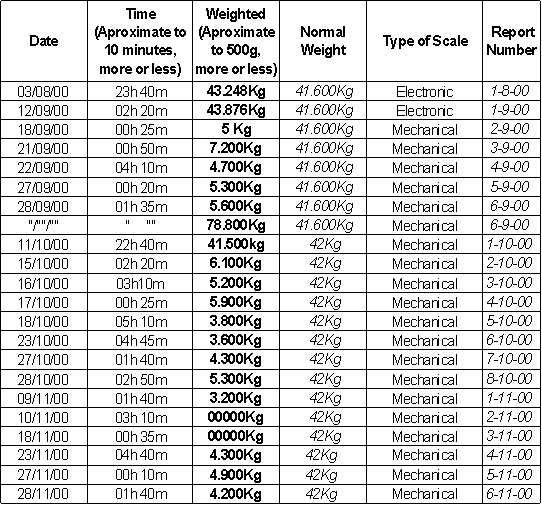 Date | Time (Aproximate to 10 minutes, more or less) | Weighted (Aproximate to 500g, more or less) | Normal Weight | Type of Scale | Report Number
03/08/00 23h 40m 43.248Kg 41.600Kg Electronic 1-8-00
12/09/00 02h 20m 43.876Kg 41.600Kg Electronic 1-9-00
18/09/00 00h 25m 5 Kg 41.600Kg Mechanical 2-9-00
21/09/00 00h 50m 7.200Kg 41.600Kg Mechanical 3-9-00
22/09/00 04h 10m 4.700Kg 41.600Kg Mechanical 4-9-00
27/09/00 00h 20m 5.300Kg 41.600Kg Mechanical 5-9-00
28/09/00 01h 35m 5.600Kg 41.600Kg Mechanical 6-9-00
"/""/"" " "" 78.800Kg 41.600Kg Mechanical 6-9-00
11/10/00 22h 40m 41.500kg 42Kg Mechanical 1-10-00
15/10/00 02h 20m 6.100Kg 42Kg Mechanical 2-10-00
16/10/00 03h10m 5.200Kg 42Kg Mechanical 3-10-00
17/10/00 00h 25m 5.900Kg 42Kg Mechanical 4-10-00
18/10/00 05h 10m 3.800Kg 42Kg Mechanical 5-10-00
23/10/00 04h 45m 3.600Kg 42Kg Mechanical 6-10-00
27/10/00 01h 40m 4.300Kg 42Kg Mechanical 7-10-00
28/10/00 02h 50m 5.300Kg 42Kg Mechanical 8-10-00
09/11/00 01h 40m 3.200Kg 42Kg Mechanical 1-11-00
10/11/00 03h 10m 00000Kg 42Kg Mechanical 2-11-00
18/11/00 00h 35m 00000Kg 42Kg Mechanical 3-11-00
23/11/00 04h 40m 4.300Kg 42Kg Mechanical 4-11-00
27/11/00 00h 10m 4.900Kg 42Kg Mechanical 5-11-00
28/11/00 01h 40m 4.200Kg 42Kg Mechanical 6-11-00